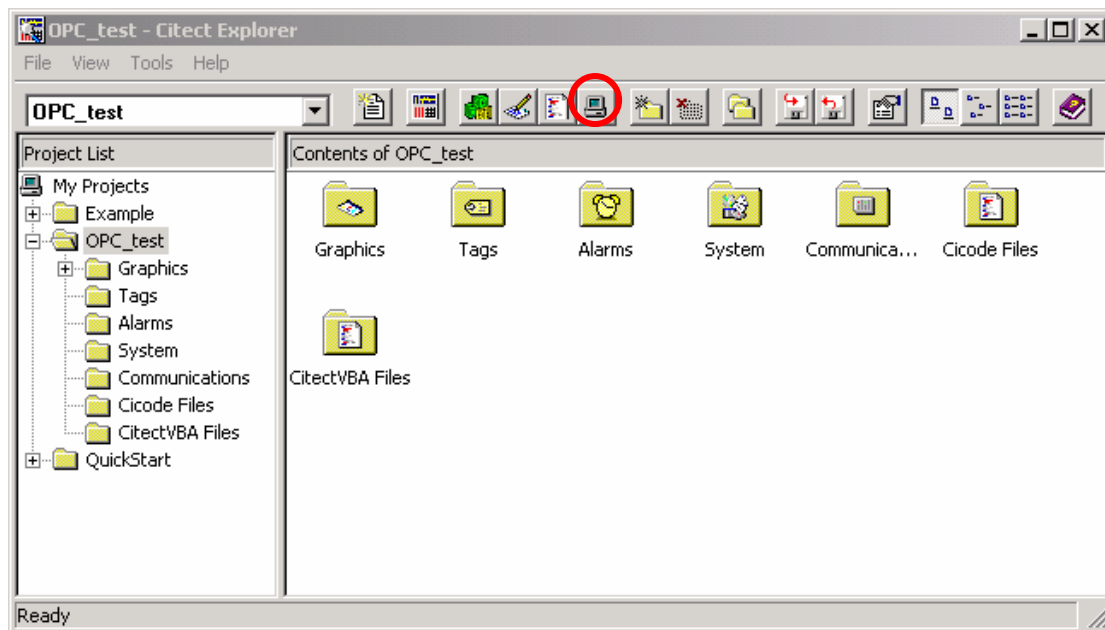 OPC_test - Citect Explorer
File View Tools Help
OPC_test
Project List
Contents of OPC_test
My Projects
Example
OPC_test
Graphics
Tags
Alarms
System
Communications
Cicode Files
CitectVBA Files
QuickStart
Graphics Tags Alarms System Communica... Cicode Files
CitectVBA Files
Ready